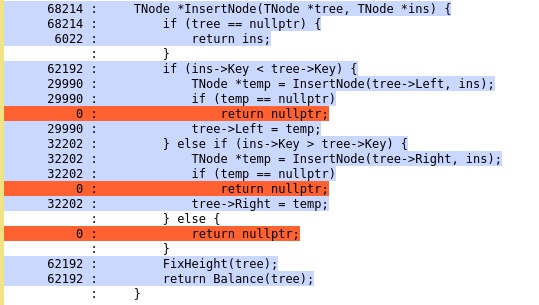 68214 :     TNode *InsertNode(TNode *tree, TNode *ins) {
68214 :         if (tree == nullptr) {
6022 :             return ins;
:         }
62192 :         if (ins->Key < tree->Key) {
29990 :             TNode *temp = InsertNode(tree->Left, ins);
29990 :             if (temp == nullptr)
0 :                 return nullptr;
29990 :             tree->Left = temp;
32202 :         } else if (ins->Key > tree->Key) {
32202 :             TNode *temp = InsertNode(tree->Right, ins);
32202 :             if (temp == nullptr)
0 :                 return nullptr;
32202 :             tree->Right = temp;
:         } else {
0 :             return nullptr;
:         }
62192 :         FixHeight(tree);
62192 :         return Balance(tree);
:     }